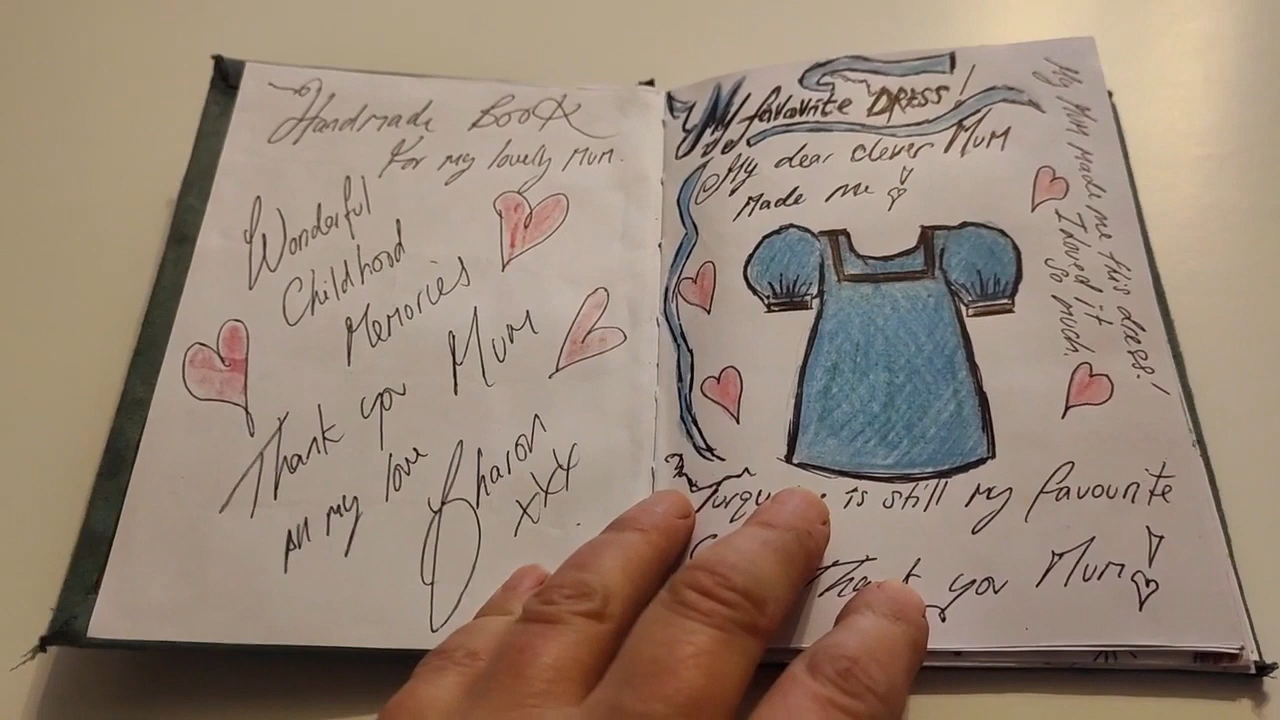 Handmade Book
For my lovely Mum.
Wonderful
Childhood
Memories
Thank you Mum
All my love
Sharon
xxx
My favourite DRESS!
My dear clever Mum
Made me!
My Mum Made me this dress!
I loved it
So much.
is still my favourite
Thank you Mum!